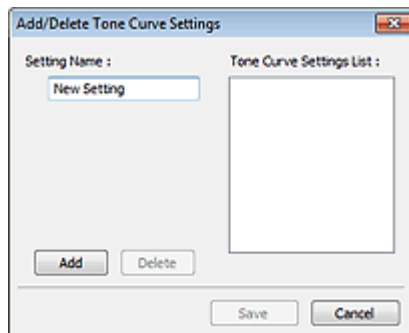 Add/Delete Tone Curve Settings
Setting Name :
Tone Curve Settings List :
New Setting
Add
Delete
Save
Cancel